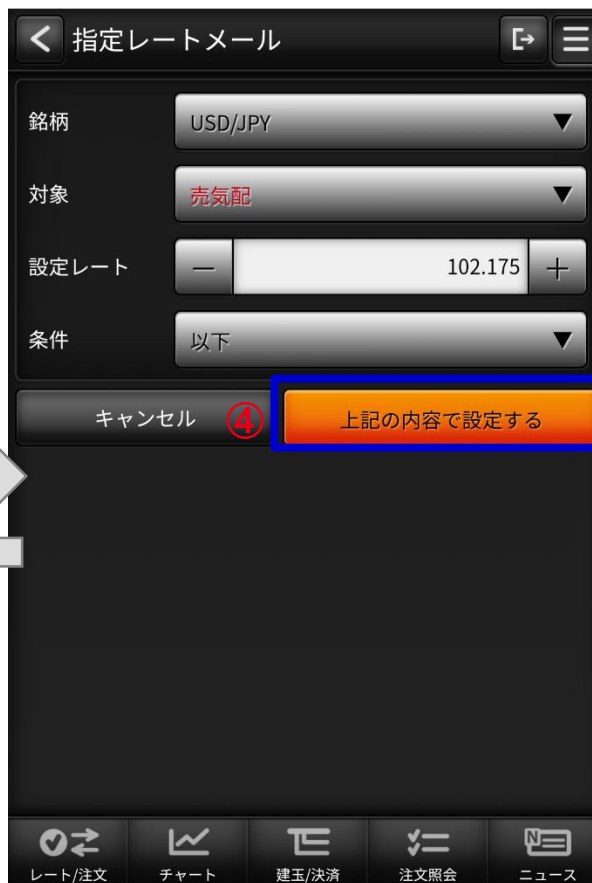 指定レートメール
銘柄 USD/JPY ▼
対象 売気配 ▼
設定レート － 102.175 ＋
条件 以下 ▼
キャンセル ④ 上記の内容で設定する
レート/注文 チャート 建玉/決済 注文照会 N ニュース